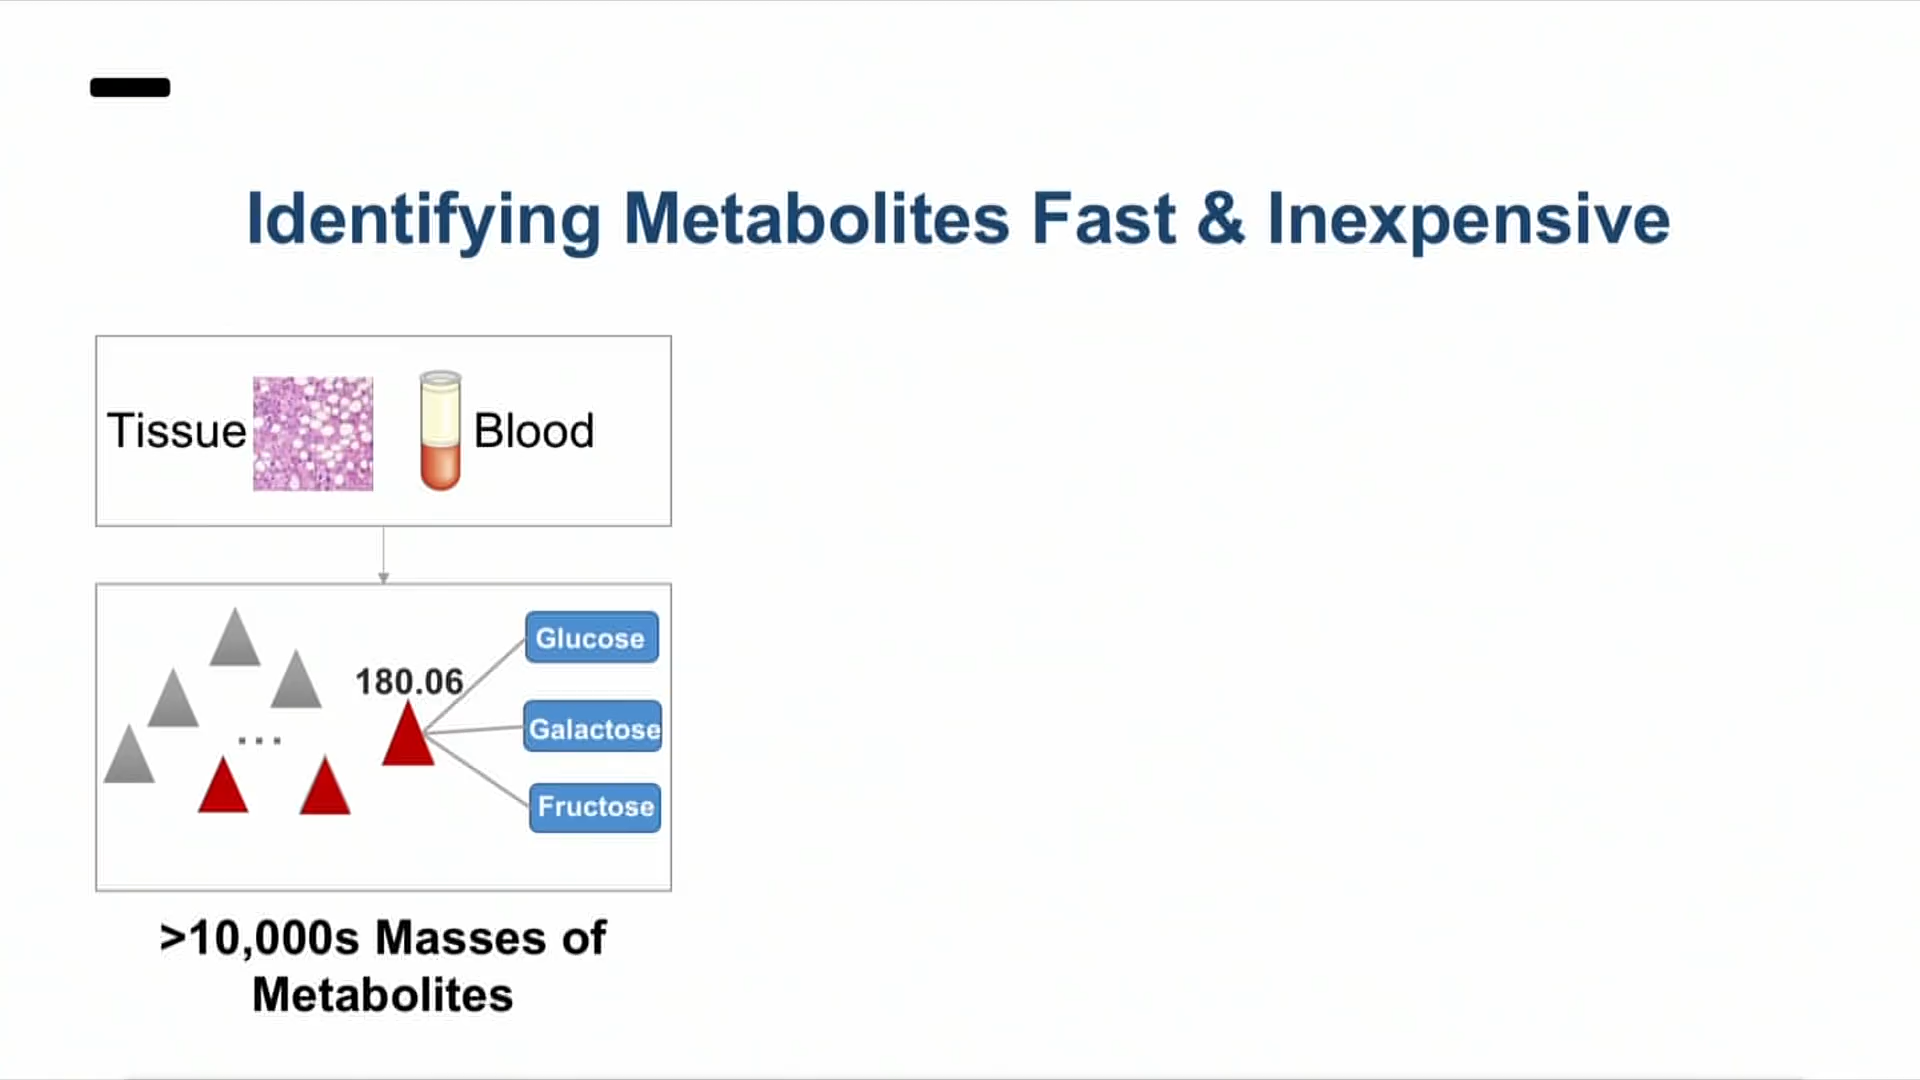 Identifying Metabolites Fast & Inexpensive
Tissue
Blood
180.06
Glucose
Galactose
Fructose
...
>10,000s Masses of
Metabolites